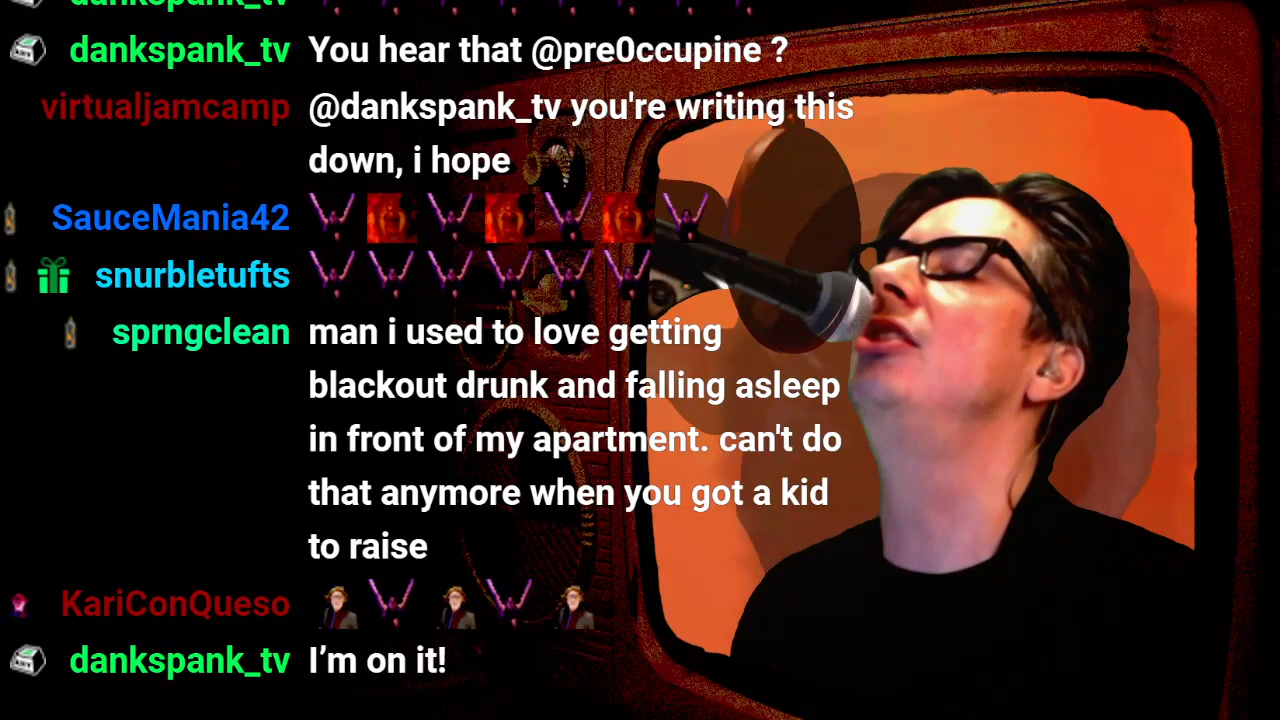 dankspank_tv
dankspank_tv You hear that @pre0ccupine ?
virtualjamcamp @dankspank_tv you're writing this
down, i hope
SauceMania42
snurbletufts
sprngclean man i used to love getting
blackout drunk and falling asleep
in front of my apartment. can't do
that anymore when you got a kid
to raise
KariConQueso
dankspank_tv I’m on it!